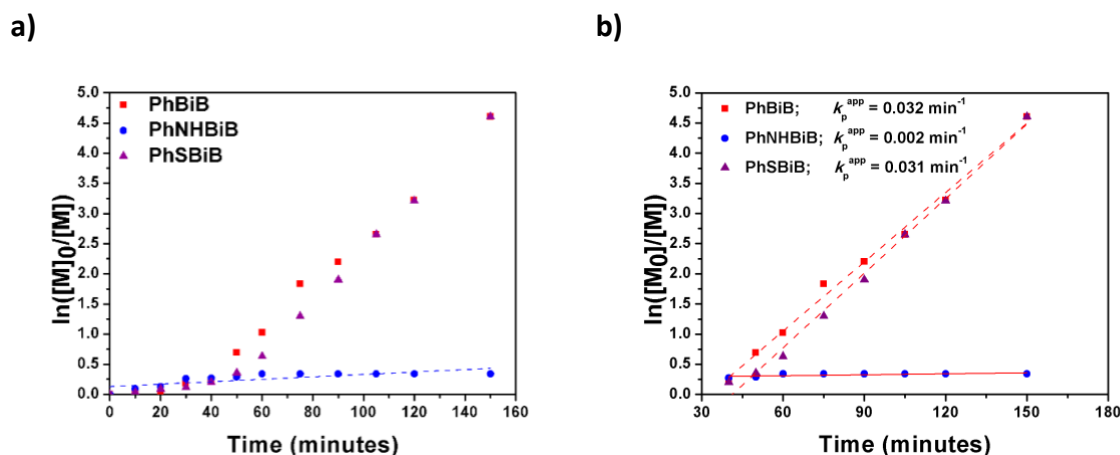 a)
ln([M]₀/[M])
5.0
4.5
4.0
3.5
3.0
2.5
2.0
1.5
1.0
0.5
0.0
PhBiB
PhNHBiB
PhSBiB
0 20 40 60 80 100 120 140 160
Time (minutes)
b)
ln([M₀]/[M])
5.0
4.5
4.0
3.5
3.0
2.5
2.0
1.5
1.0
0.5
0.0
PhBiB; kₚᵃᵖᵖ = 0.032 min⁻¹
PhNHBiB; kₚᵃᵖᵖ = 0.002 min⁻¹
PhSBiB; kₚᵃᵖᵖ = 0.031 min⁻¹
30 60 90 120 150 180
Time (minutes)